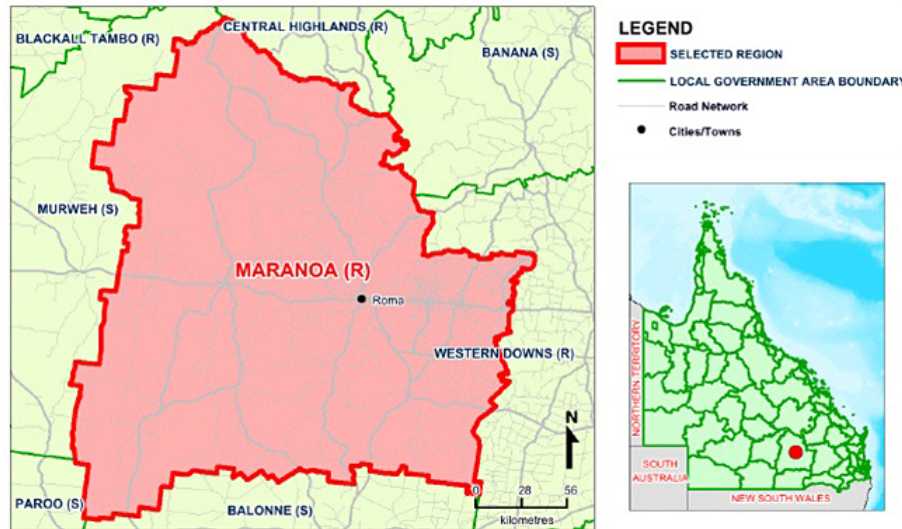 CENTRAL HIGHLANDS (R)
BLACKALL TAMBO (R)
BANANA (S)
MURWEH (S)
MARANOA (R)
Roma
WESTERN DOWNS (R)
N
0 28 56
kilometres
PAROO (S)
BALONNE (S)
LEGEND
SELECTED REGION
LOCAL GOVERNMENT AREA BOUNDARY
Road Network
Cities/Towns
NORTHERN TERRITORY
SOUTH
AUSTRALIA
NEW SOUTH WALES